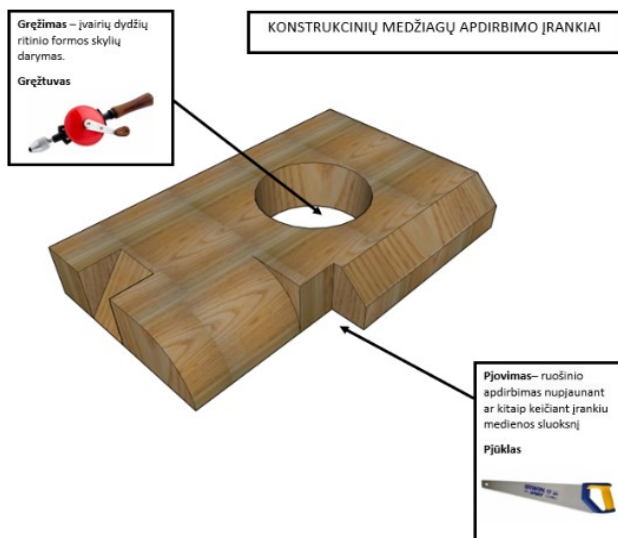 Gręžimas – įvairių dydžių
ritinio formos skylių
darymas.
Gręžtuvas
KONSTRUKCINIŲ MEDŽIAGŲ APDIRBIMO ĮRANKIAI
Pjovimas– ruošinio
apdirbimas nupjaunant
ar kitaip keičiant įrankiu
medienos sluoksnį
Pjūklas
IRWIN